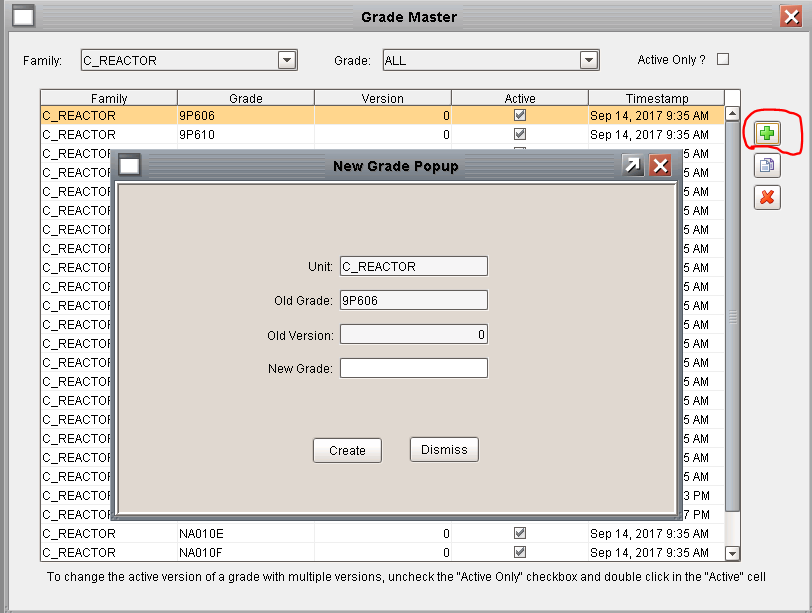 Grade Master
Family: C_REACTOR Grade: ALL Active Only ?
Family Grade Version Active Timestamp
C_REACTOR 9P606 0 Sep 14, 2017 9:35 AM
C_REACTOR 9P610 0 Sep 14, 2017 9:35 AM
C_REACTOR 5 AM
New Grade Popup
C_REACTOR 5 AM
C_REACTOR 5 AM
C_REACTOR 5 AM
C_REACTOR 5 AM
C_REACTOR 5 AM
Unit: C_REACTOR
C_REACTOR 5 AM
C_REACTOR 5 AM
Old Grade: 9P606
C_REACTOR 5 AM
C_REACTOR 5 AM
Old Version: 0
C_REACTOR 5 AM
C_REACTOR 5 AM
New Grade:
C_REACTOR 5 AM
C_REACTOR 5 AM
C_REACTOR 5 AM
C_REACTOR 5 AM
Create Dismiss
C_REACTOR 5 AM
C_REACTOR 5 AM
C_REACTOR 3 PM
C_REACTOR 7 PM
C_REACTOR NA010E 0 Sep 14, 2017 9:35 AM
C_REACTOR NA010F 0 Sep 14, 2017 9:35 AM
To change the active version of a grade with multiple versions, uncheck the "Active Only" checkbox and double click in the "Active" cell